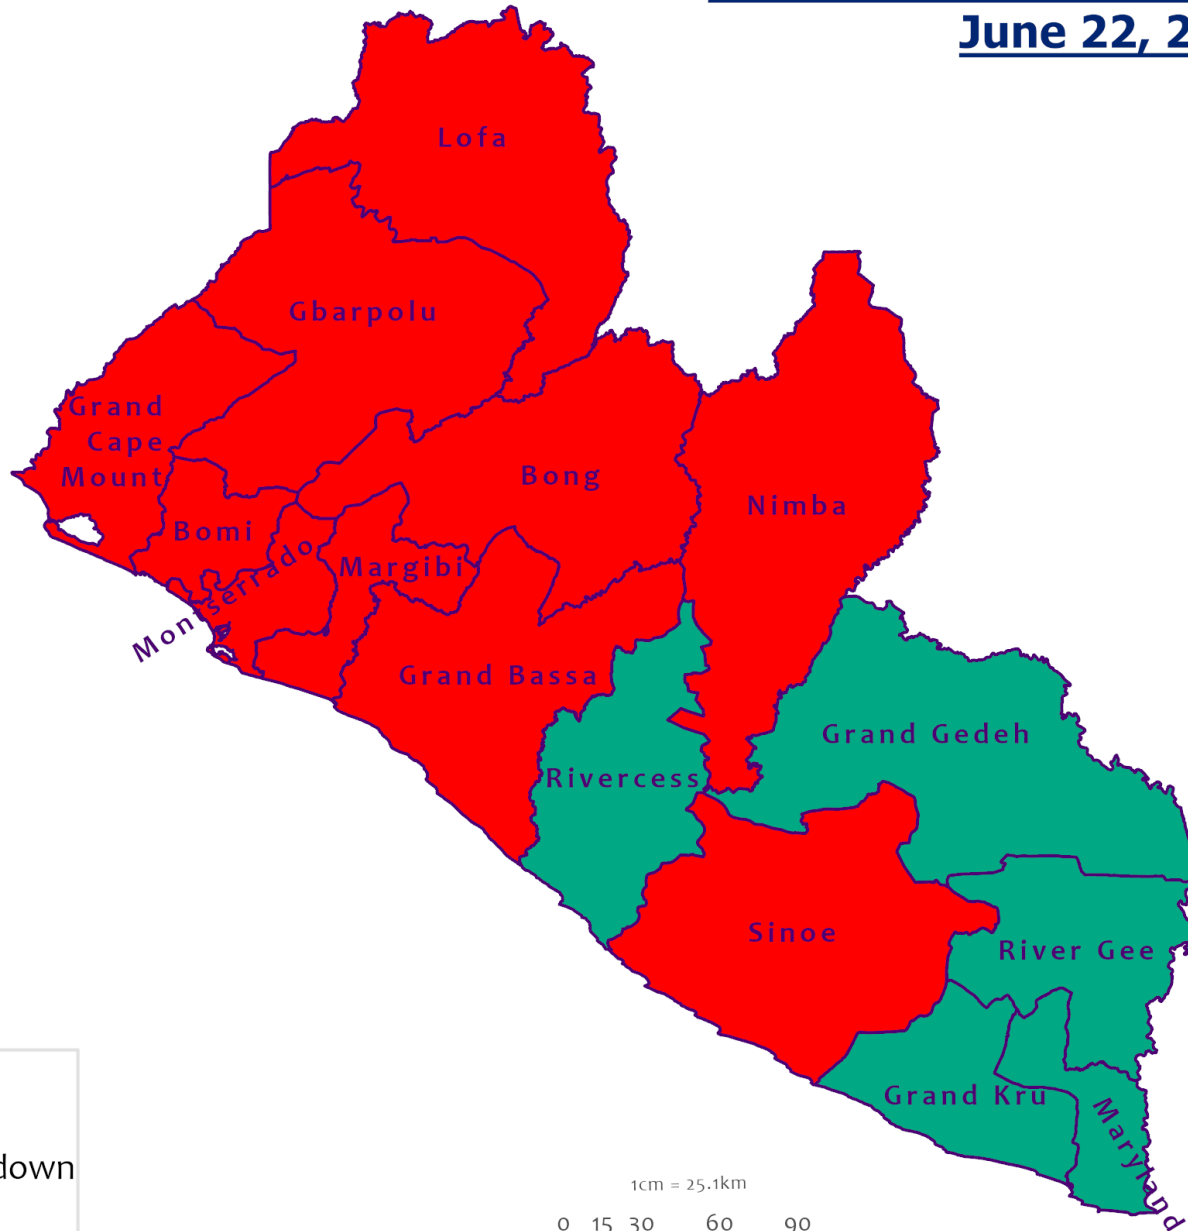 June 22, 2
Lofa
Gbarpolu
Grand
Cape
Mount
Bong
Nimba
Bomi
Montserrado
Margibi
Grand Bassa
Grand Gedeh
Rivercess
Sinoe
River Gee
Grand Kru
Maryland
down
1cm = 25.1km
0 15 30 60 90